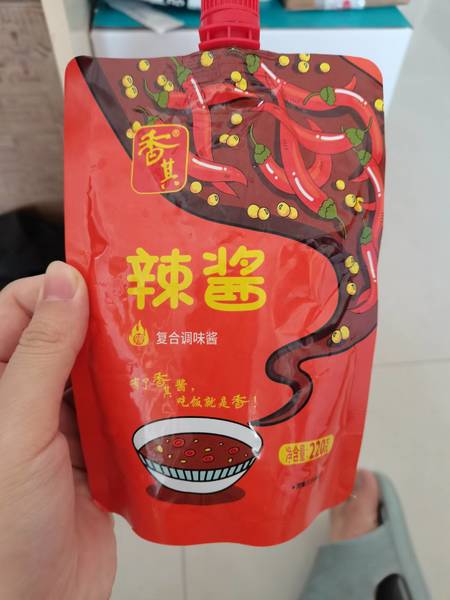 香其®
辣酱
复合调味酱
有了香其酱，
吃饭就是香！
净含量：220克